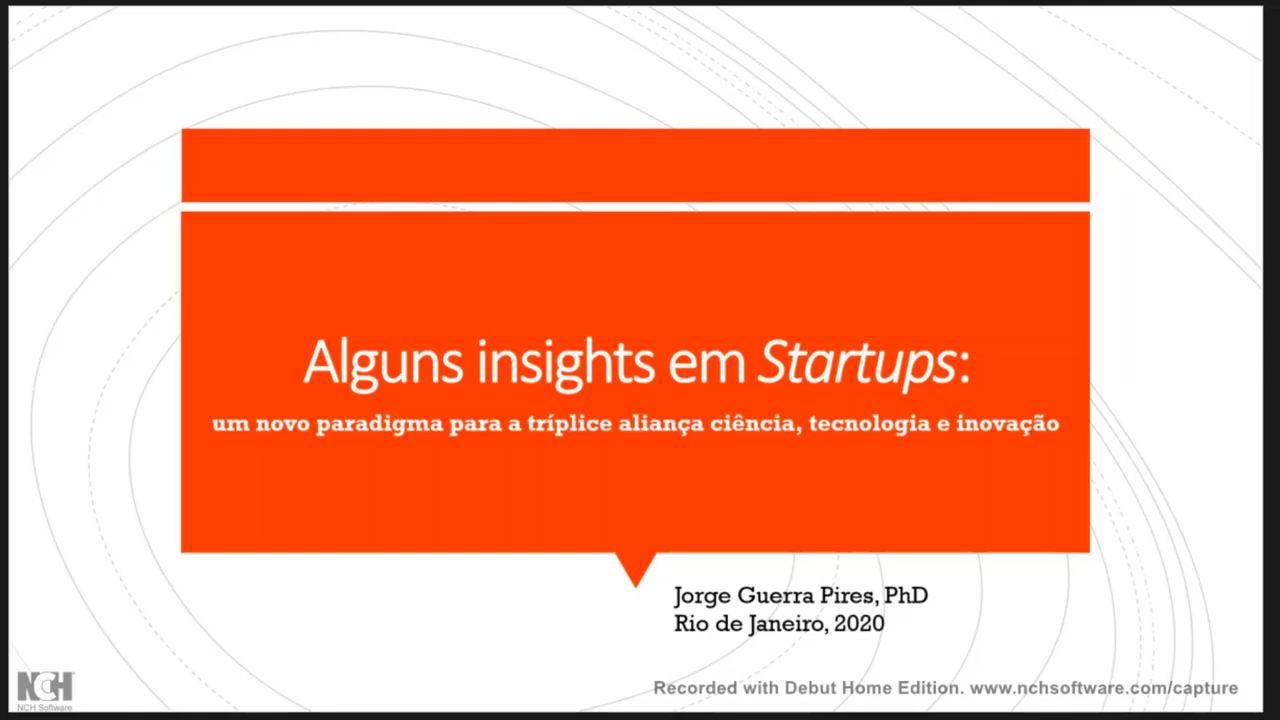 Alguns insights em Startups:
um novo paradigma para a tríplice aliança ciência, tecnologia e inovação
Jorge Guerra Pires, PhD
Rio de Janeiro, 2020
NCH
NCH Software
Recorded with Debut Home Edition. www.nchsoftware.com/capture